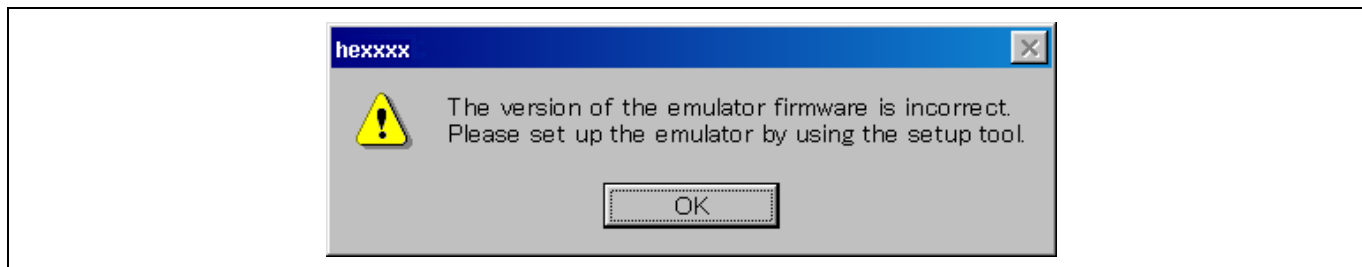 hexxxx
The version of the emulator firmware is incorrect.
Please set up the emulator by using the setup tool.
OK